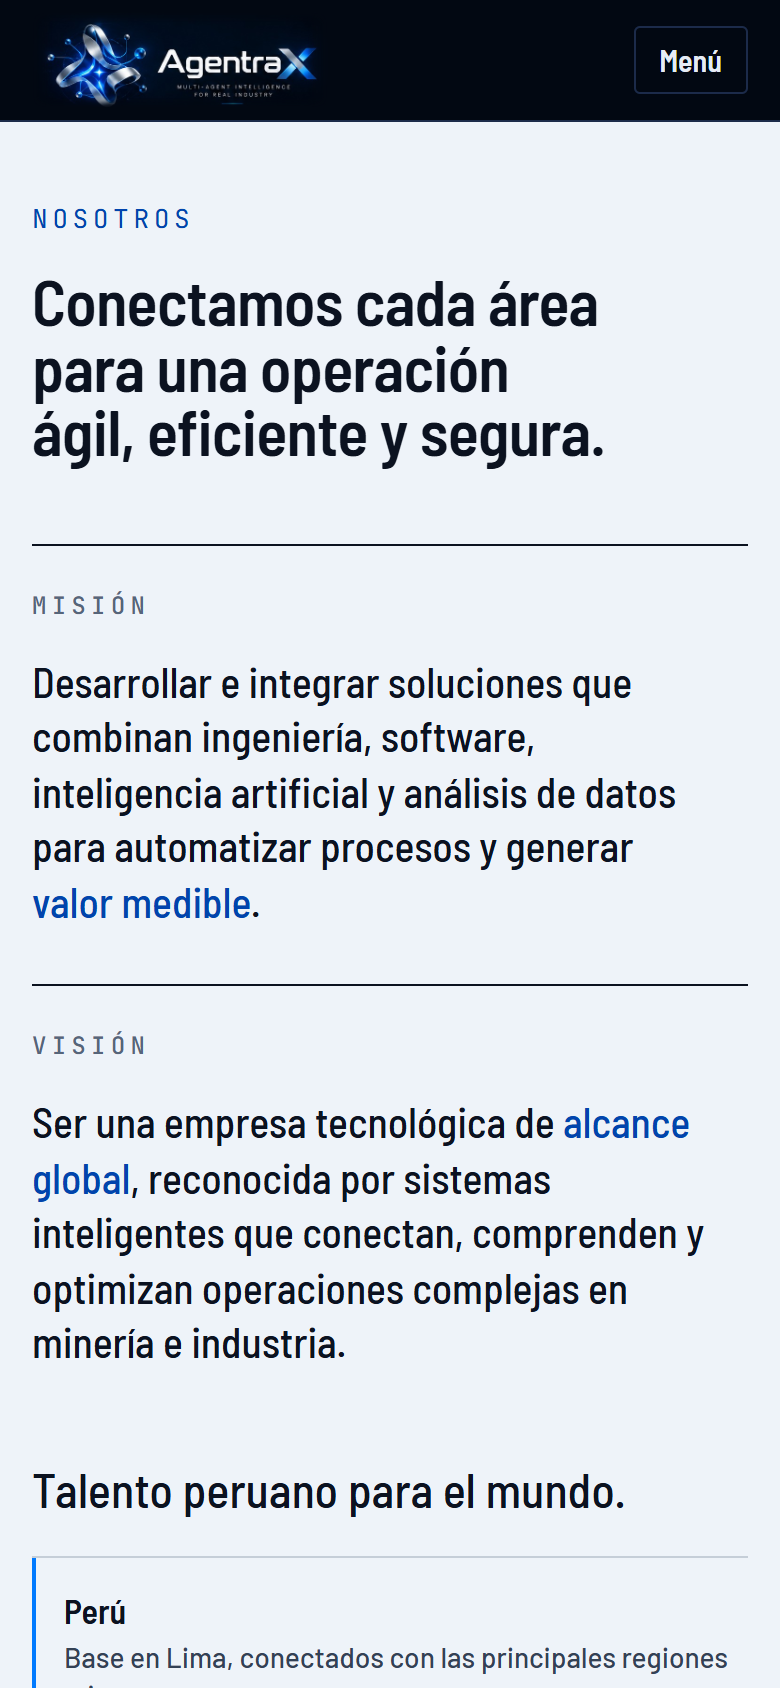 AgentraX
MULTI-AGENT INTELLIGENCE
FOR REAL INDUSTRY
Menú
NOSOTROS
Conectamos cada área
para una operación
ágil, eficiente y segura.
MISIÓN
Desarrollar e integrar soluciones que
combinan ingeniería, software,
inteligencia artificial y análisis de datos
para automatizar procesos y generar
valor medible.
VISIÓN
Ser una empresa tecnológica de alcance
global, reconocida por sistemas
inteligentes que conectan, comprenden y
optimizan operaciones complejas en
minería e industria.
Talento peruano para el mundo.
Perú
Base en Lima, conectados con las principales regiones